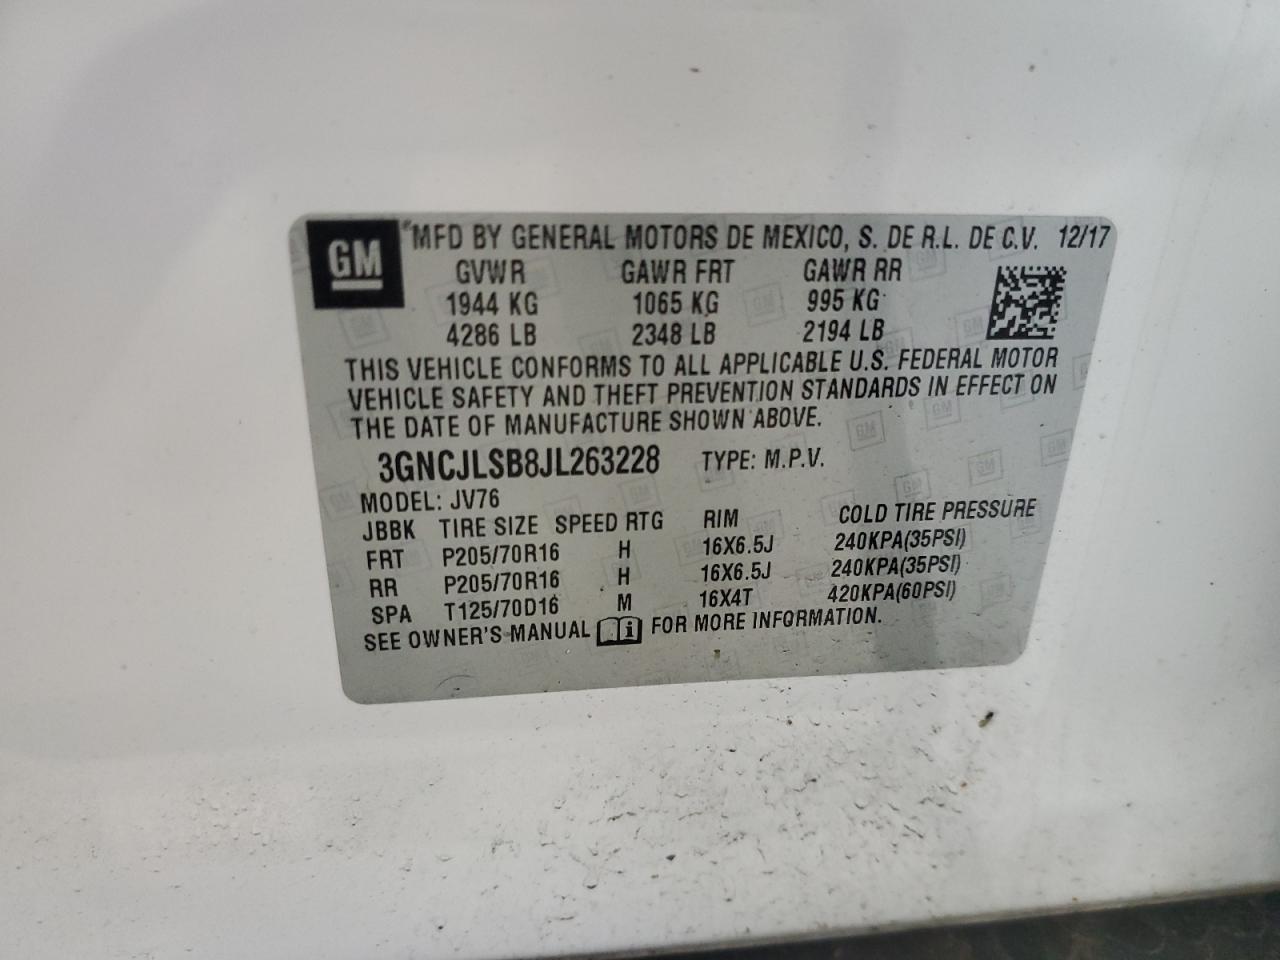 GM
MFD BY GENERAL MOTORS DE MEXICO, S. DE R.L. DE C.V. 12/17
GVWR GAWR FRT GAWR RR
1944 KG 1065 KG 995 KG
4286 LB 2348 LB 2194 LB
THIS VEHICLE CONFORMS TO ALL APPLICABLE U.S. FEDERAL MOTOR
VEHICLE SAFETY AND THEFT PREVENTION STANDARDS IN EFFECT ON
THE DATE OF MANUFACTURE SHOWN ABOVE.
3GNCJLSB8JL263228 TYPE: M.P.V.
MODEL: JV76
JBBK TIRE SIZE SPEED RTG RIM COLD TIRE PRESSURE
FRT P205/70R16 H 16X6.5J 240KPA(35PSI)
RR P205/70R16 H 16X6.5J 240KPA(35PSI)
SPA T125/70D16 M 16X4T 420KPA(60PSI)
SEE OWNER'S MANUAL FOR MORE INFORMATION.